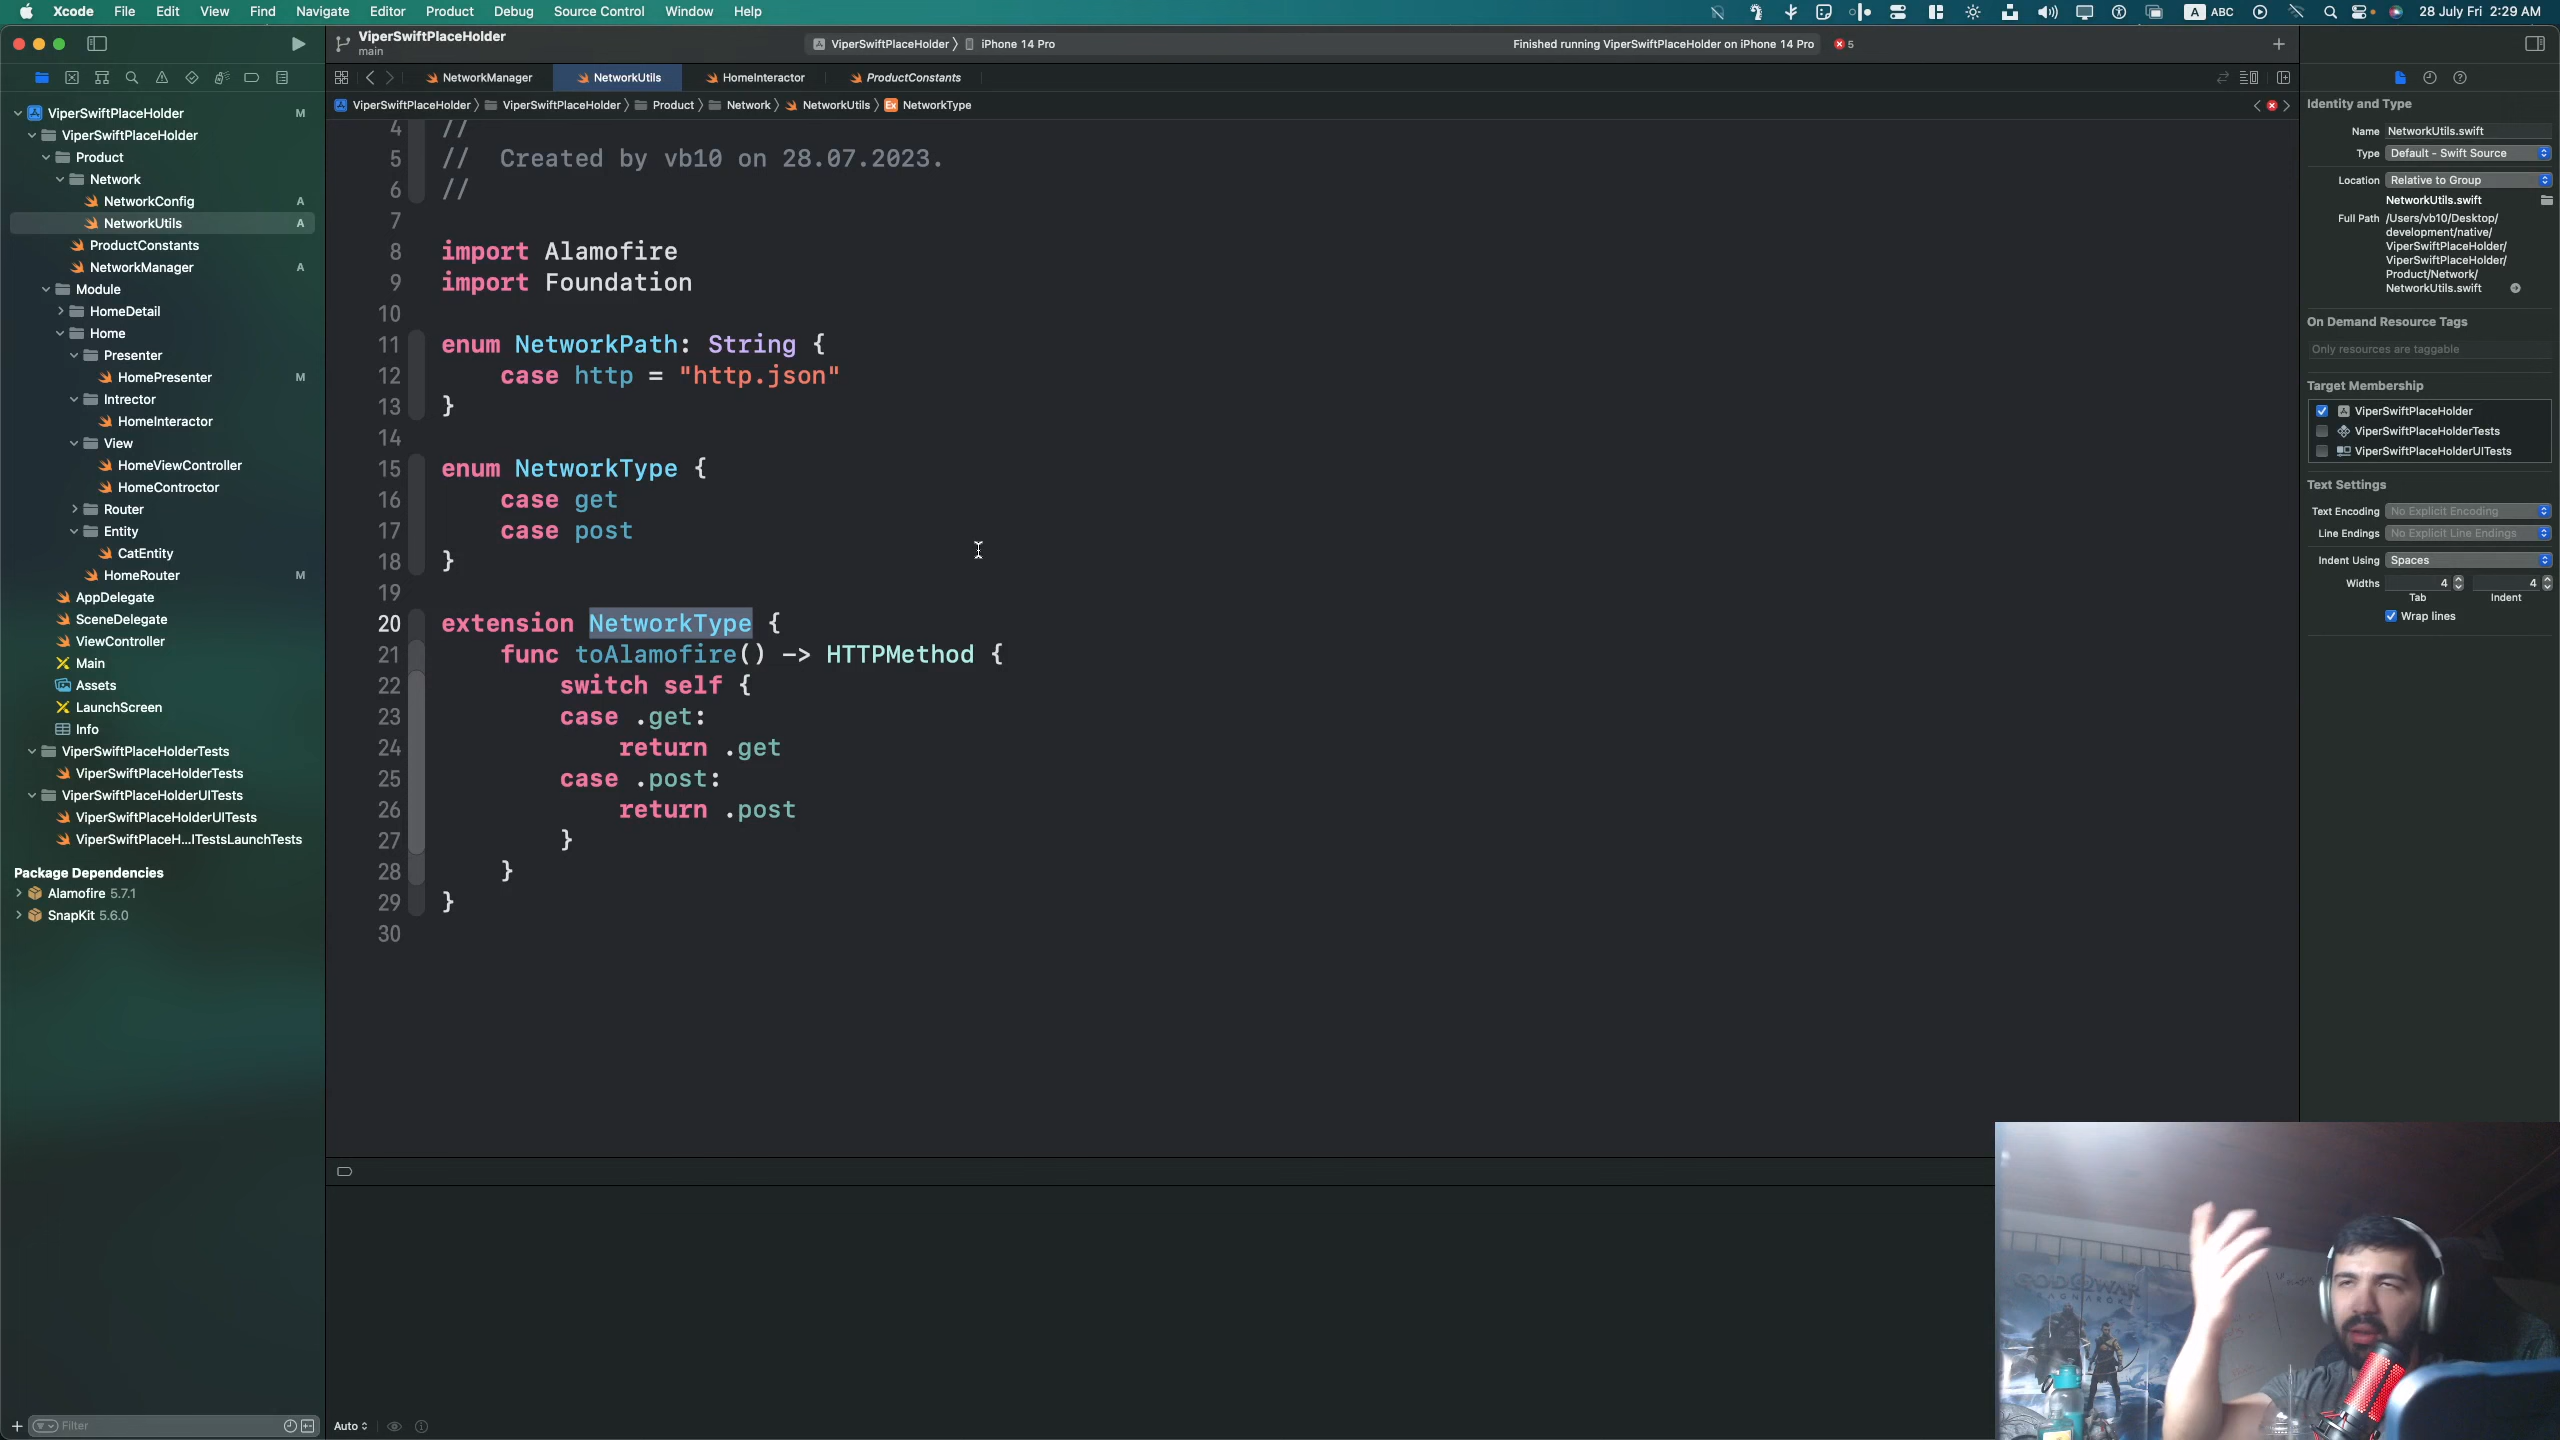 Xcode File Edit View Find Navigate Editor Product Debug Source Control Window Help
ABC 28 July Fri 2:29 AM
ViperSwiftPlaceHolder
main
ViperSwiftPlaceHolder iPhone 14 Pro
Finished running ViperSwiftPlaceHolder on iPhone 14 Pro 5
NetworkManager NetworkUtils HomeInteractor ProductConstants
ViperSwiftPlaceHolder ViperSwiftPlaceHolder Product Network NetworkUtils Ex NetworkType
ViperSwiftPlaceHolder M
ViperSwiftPlaceHolder
Product
Network
NetworkConfig A
NetworkUtils A
ProductConstants
NetworkManager A
Module
HomeDetail
Home
Presenter
HomePresenter M
Intrector
HomeInteractor
View
HomeViewController
HomeControctor
Router
Entity
CatEntity
HomeRouter M
AppDelegate
SceneDelegate
ViewController
Main
Assets
LaunchScreen
Info
ViperSwiftPlaceHolderTests
ViperSwiftPlaceHolderTests
ViperSwiftPlaceHolderUITests
ViperSwiftPlaceHolderUITests
ViperSwiftPlaceH...ITestsLaunchTests
Package Dependencies
Alamofire 5.7.1
SnapKit 5.6.0
Filter
4 //
5 //  Created by vb10 on 28.07.2023.
6 //
7
8 import Alamofire
9 import Foundation
10
11 enum NetworkPath: String {
12     case http = "http.json"
13 }
14
15 enum NetworkType {
16     case get
17     case post
18 }
19
20 extension NetworkType {
21     func toAlamofire() -> HTTPMethod {
22         switch self {
23         case .get:
24             return .get
25         case .post:
26             return .post
27         }
28     }
29 }
30
Auto
Identity and Type
Name NetworkUtils.swift
Type Default - Swift Source
Location Relative to Group
NetworkUtils.swift
Full Path /Users/vb10/Desktop/
development/native/
ViperSwiftPlaceHolder/
ViperSwiftPlaceHolder/
Product/Network/
NetworkUtils.swift
On Demand Resource Tags
Only resources are taggable
Target Membership
ViperSwiftPlaceHolder
ViperSwiftPlaceHolderTests
ViperSwiftPlaceHolderUITests
Text Settings
Text Encoding No Explicit Encoding
Line Endings No Explicit Line Endings
Indent Using Spaces
Widths 4 4
Tab Indent
Wrap lines
GOD OF WAR
RAGNARÖK